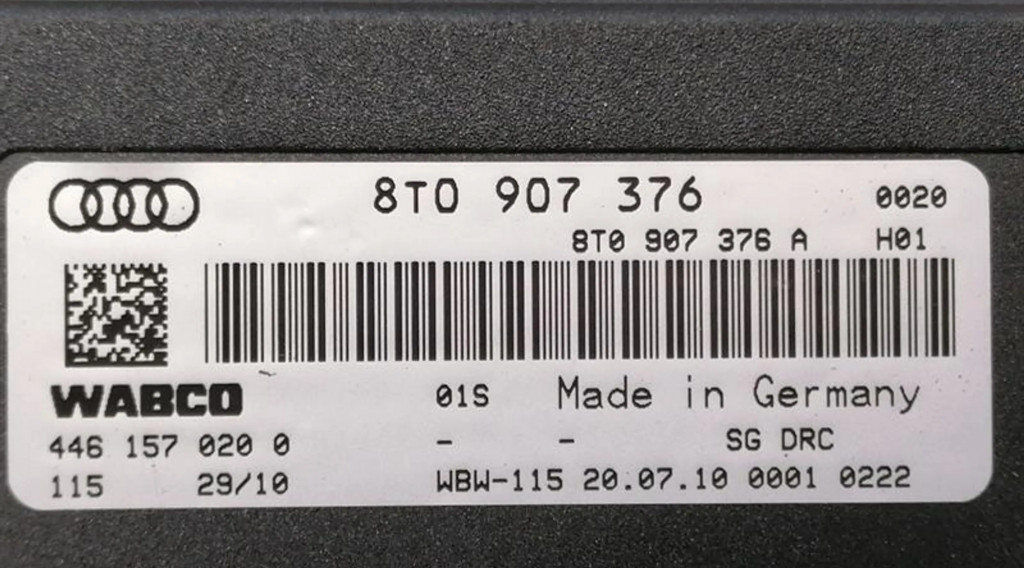 8T0 907 376 0020
8T0 907 376 A H01
WABCO 01S Made in Germany
446 157 020 0 - - SG DRC
115 29/10 WBW-115 20.07.10 0001 0222